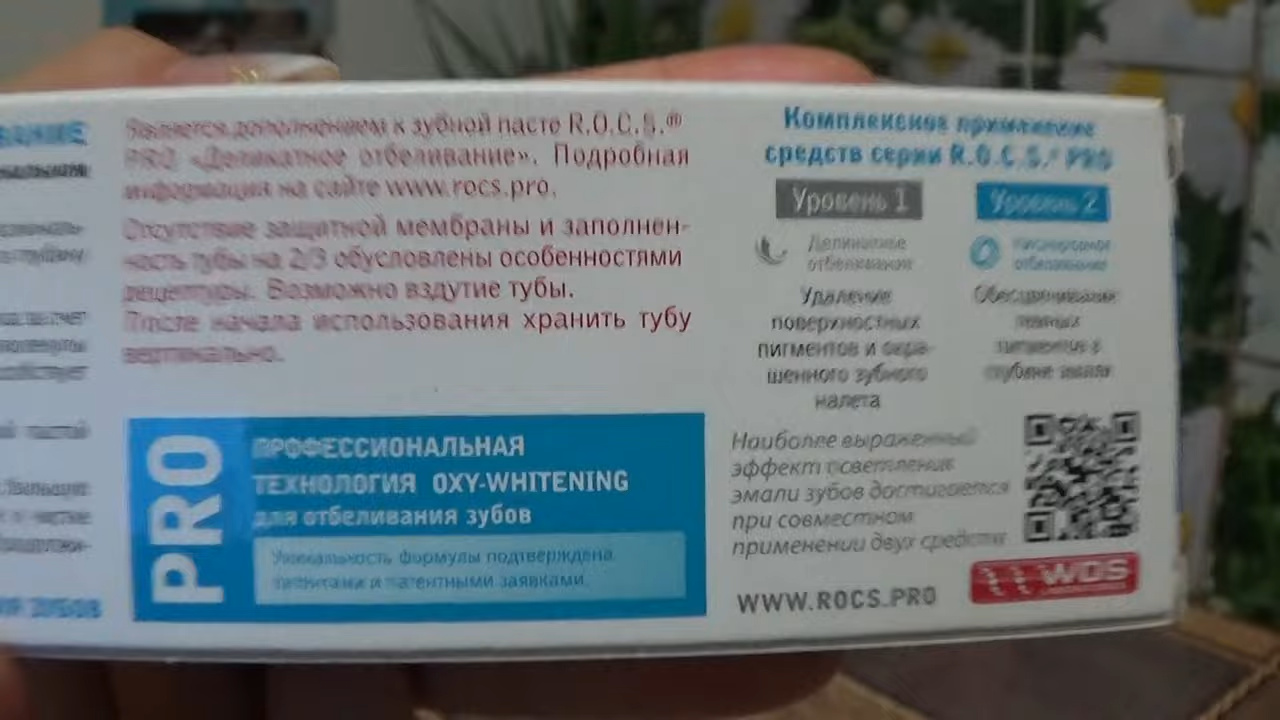 ВАНИЕ
Является дополнением к зубной пасте R.O.C.S.®
PRO «Деликатное отбеливание». Подробная
информация на сайте www.rocs.pro.
Отсутствие защитной мембраны и заполнен-
ность тубы на 2/3 обусловлены особенностями
рецептуры. Возможно вздутие тубы.
После начала использования хранить тубу
вертикально.
PRO
ПРОФЕССИОНАЛЬНАЯ
ТЕХНОЛОГИЯ OXY-WHITENING
для отбеливания зубов
Уникальность формулы подтверждена
патентами и патентными заявками.
Комплексное применение
средств серии R.O.C.S.® PRO
Уровень 1
Деликатное
отбеливание
Удаление
поверхностных
пигментов и окра-
шенного зубного
налета
Уровень 2
Кислородное
отбеливание
Обесцвечивание
пигментов в
глубине эмали
Наиболее выраженный
эффект осветления
эмали зубов достигается
при совместном
применении двух средств
WWW.ROCS.PRO
WDS
ЗУБОВ